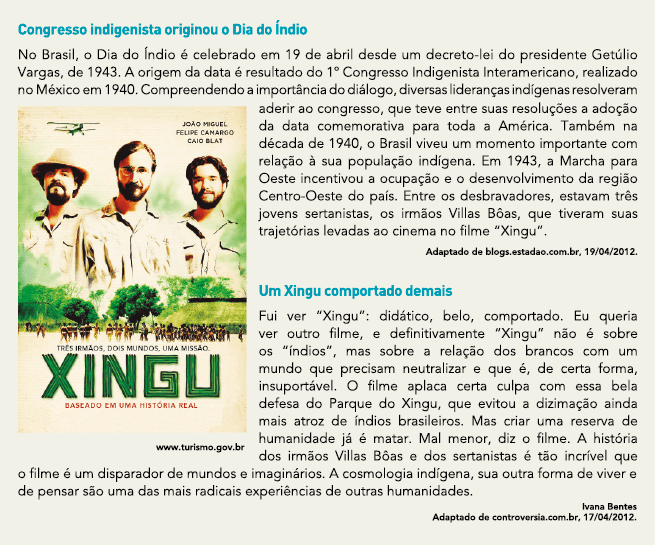 Congresso indigenista originou o Dia do Índio
No Brasil, o Dia do Índio é celebrado em 19 de abril desde um decreto-lei do presidente Getúlio
Vargas, de 1943. A origem da data é resultado do 1º Congresso Indigenista Interamericano, realizado
no México em 1940. Compreendendo a importância do diálogo, diversas lideranças indígenas resolveram
aderir ao congresso, que teve entre suas resoluções a adoção
da data comemorativa para toda a América. Também na
década de 1940, o Brasil viveu um momento importante com
relação à sua população indígena. Em 1943, a Marcha para
Oeste incentivou a ocupação e o desenvolvimento da região
Centro-Oeste do país. Entre os desbravadores, estavam três
jovens sertanistas, os irmãos Villas Bôas, que tiveram suas
trajetórias levadas ao cinema no filme “Xingu”.
Adaptado de blogs.estadao.com.br, 19/04/2012.
JOÃO MIGUEL
FELIPE CAMARGO
CAIO BLAT
TRÊS IRMÃOS, DOIS MUNDOS, UMA MISSÃO.
XINGU
BASEADO EM UMA HISTÓRIA REAL
www.turismo.gov.br
Um Xingu comportado demais
Fui ver “Xingu”: didático, belo, comportado. Eu queria
ver outro filme, e definitivamente “Xingu” não é sobre
os “índios”, mas sobre a relação dos brancos com um
mundo que precisam neutralizar e que é, de certa forma,
insuportável. O filme aplaca certa culpa com essa bela
defesa do Parque do Xingu, que evitou a dizimação ainda
mais atroz de índios brasileiros. Mas criar uma reserva de
humanidade já é matar. Mal menor, diz o filme. A história
dos irmãos Villas Bôas e dos sertanistas é tão incrível que
o filme é um disparador de mundos e imaginários. A cosmologia indígena, sua outra forma de viver e
de pensar são uma das mais radicais experiências de outras humanidades.
Ivana Bentes
Adaptado de controversia.com.br, 17/04/2012.